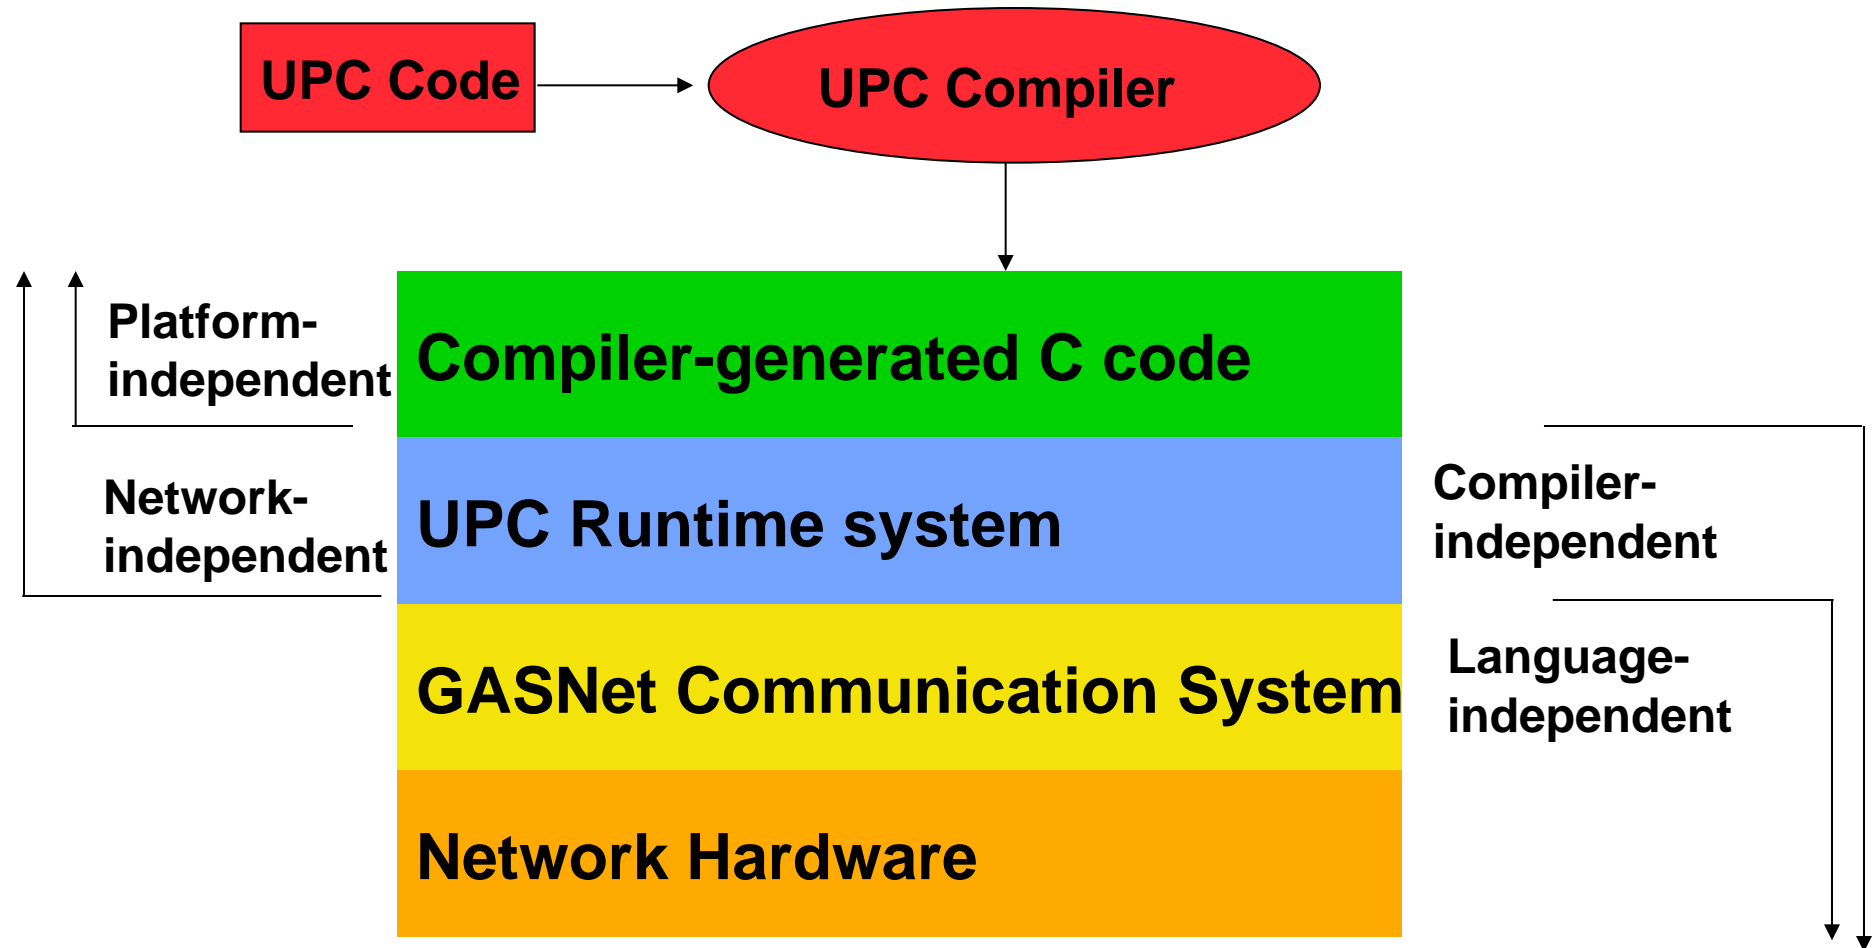 UPC Code
UPC Compiler
Platform-
independent
Compiler-generated C code
Network-
independent
UPC Runtime system
Compiler-
independent
GASNet Communication System
Language-
independent
Network Hardware